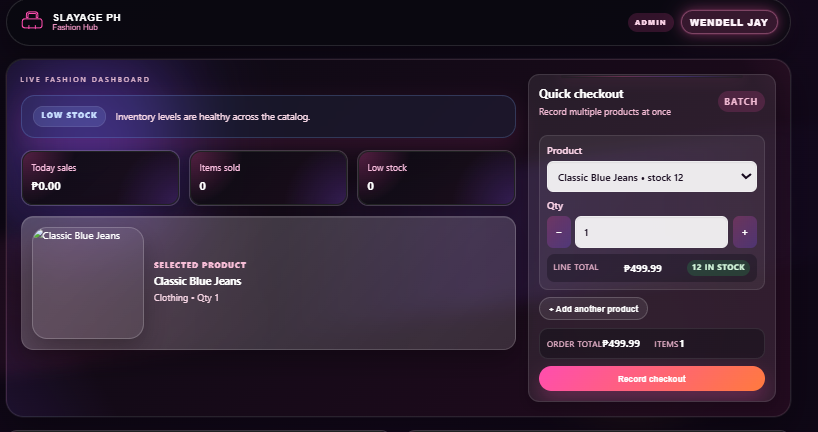 SLAYAGE PH
Fashion Hub
ADMIN
WENDELL JAY
LIVE FASHION DASHBOARD
LOW STOCK
Inventory levels are healthy across the catalog.
Today sales
₱0.00
Items sold
0
Low stock
0
Classic Blue Jeans
SELECTED PRODUCT
Classic Blue Jeans
Clothing • Qty 1
Quick checkout
Record multiple products at once
BATCH
Product
Classic Blue Jeans • stock 12
Qty
− 1 +
LINE TOTAL ₱499.99 12 IN STOCK
+ Add another product
ORDER TOTAL₱499.99 ITEMS1
Record checkout